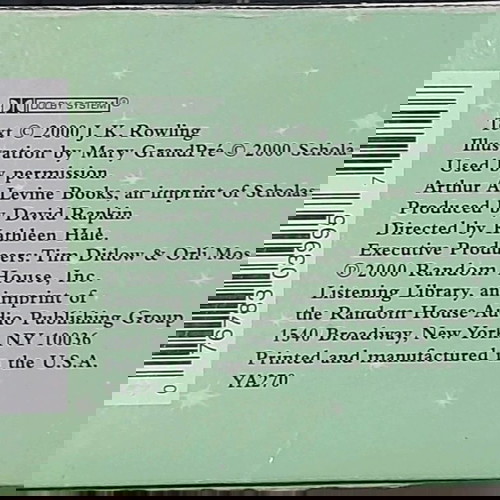 DOLBY SYSTEM®
Text © 2000 J. K. Rowling
Illustration by Mary GrandPré © 2000 Schola
Used by permission
Arthur A Levine Books, an imprint of Scholas
Produced by David Rapkin
Directed by Kathleen Hale.
Executive Producers: Tim Ditlow & Orli Mos
℗ 2000 Random House, Inc.
Listening Library, an imprint of
the Random House Audio Publishing Group
1540 Broadway, New York, NY 10036
Printed and manufactured in
the U.S.A.
YA270